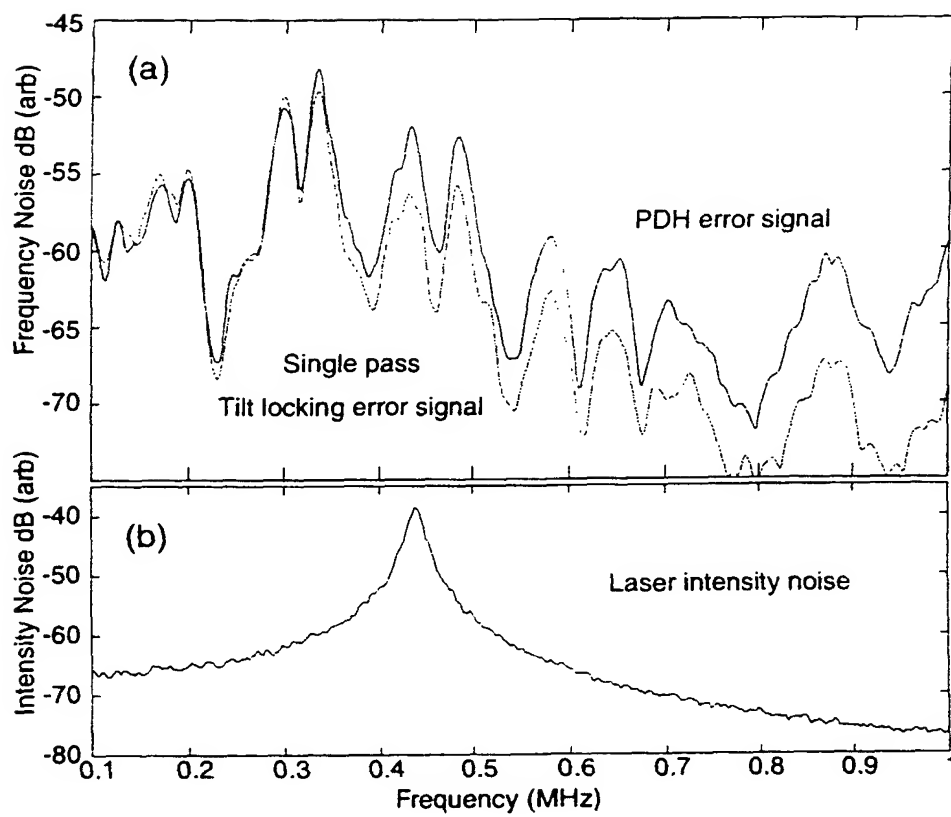 -45
-50
-55
-60
-65
-70
Frequency Noise dB (arb)
(a)
PDH error signal
Single pass
Tilt locking error signal
-40
-50
-60
-70
-80
Intensity Noise dB (arb)
(b)
Laser intensity noise
0.1 0.2 0.3 0.4 0.5 0.6 0.7 0.8 0.9
Frequency (MHz)